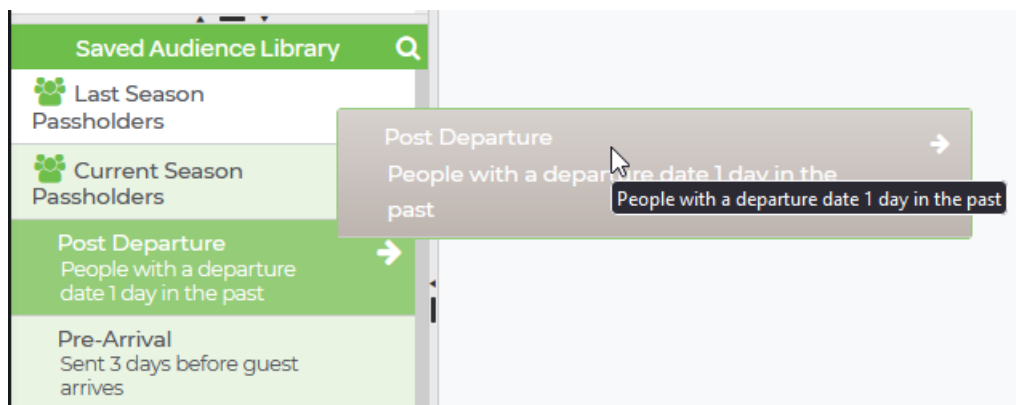 Saved Audience Library
Last Season
Passholders
Current Season
Passholders
Post Departure
People with a departure
date 1 day in the past
Pre-Arrival
Sent 3 days before guest
arrives
Post Departure
People with a departure date 1 day in the
past
People with a departure date 1 day in the past